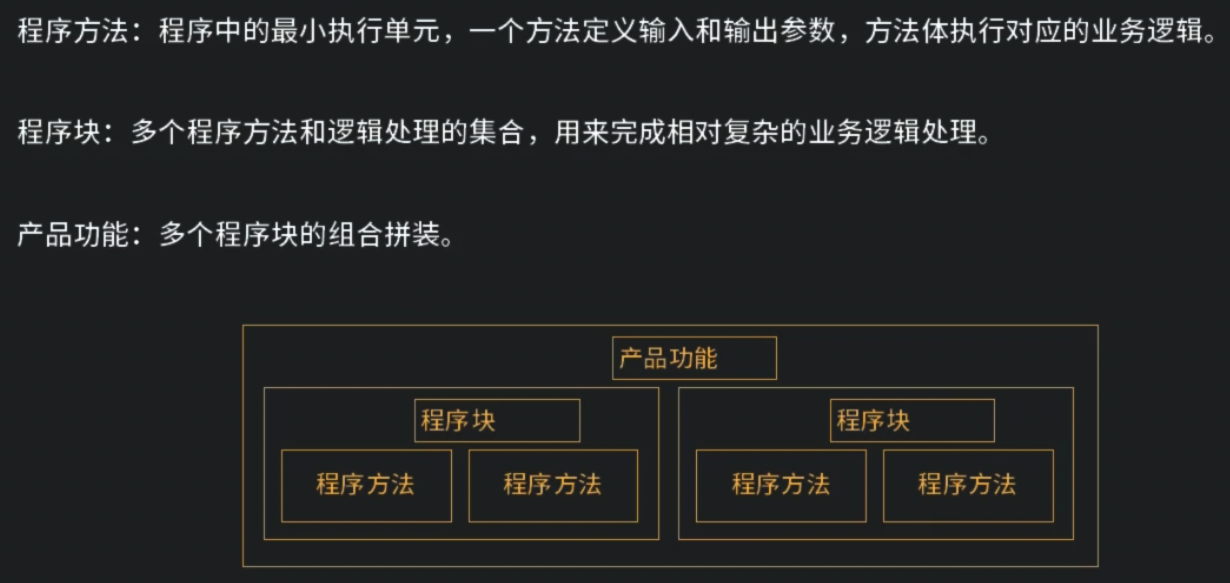 程序方法：程序中的最小执行单元，一个方法定义输入和输出参数，方法体执行对应的业务逻辑。
程序块：多个程序方法和逻辑处理的集合，用来完成相对复杂的业务逻辑处理。
产品功能：多个程序块的组合拼装。
产品功能
程序块
程序方法
程序方法
程序块
程序方法
程序方法